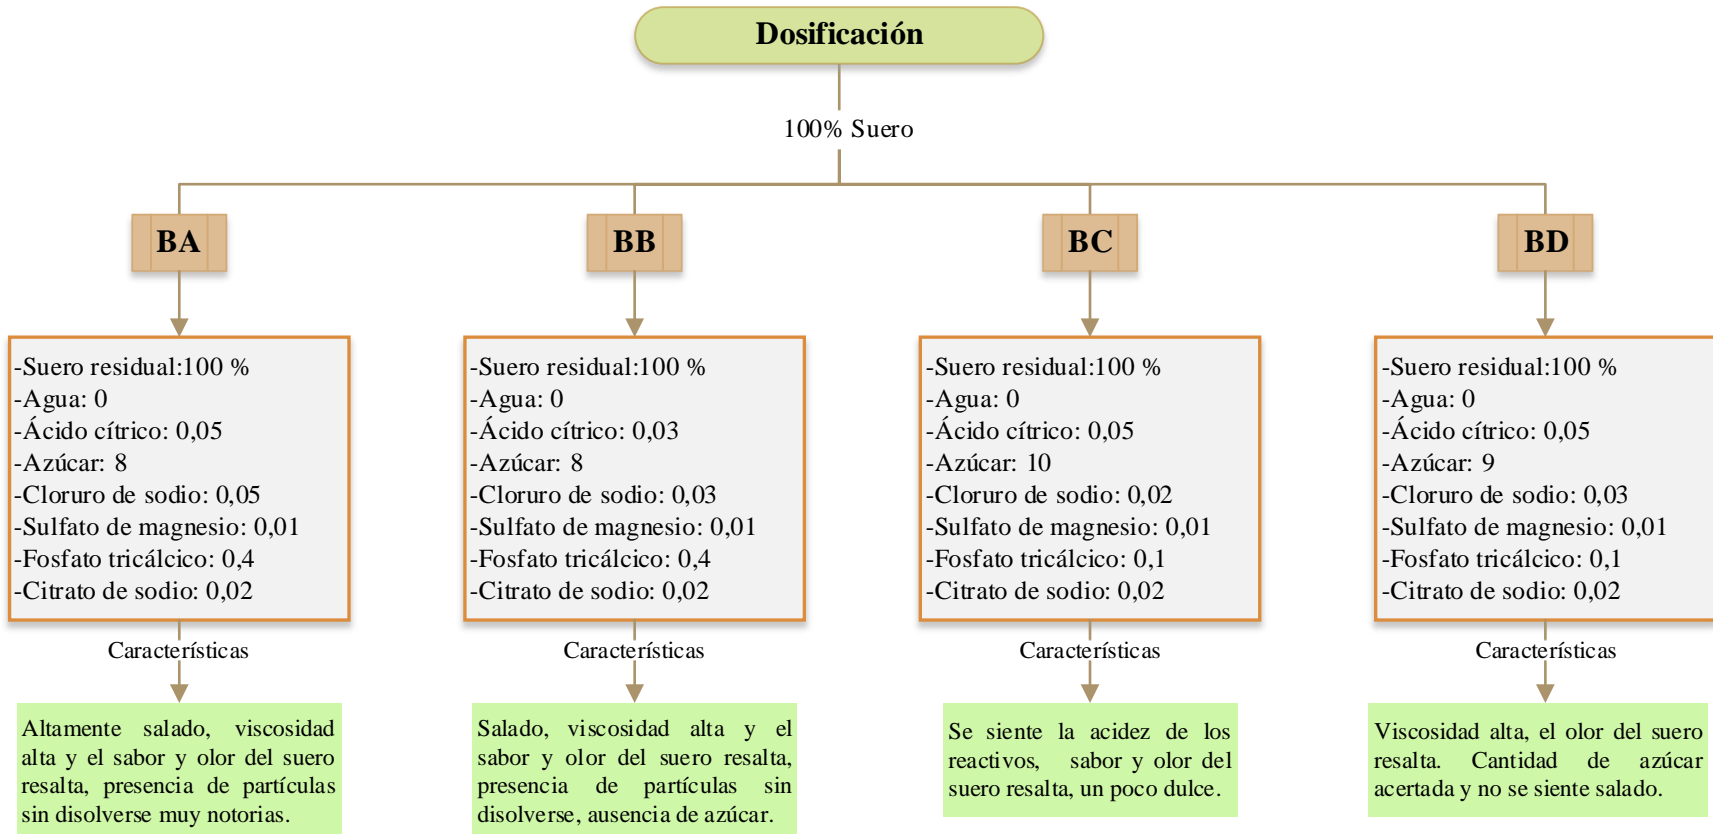 Dosificación
100% Suero
BA
BB
BC
BD
-Suero residual:100 %
-Agua: 0
-Ácido cítrico: 0,05
-Azúcar: 8
-Cloruro de sodio: 0,05
-Sulfato de magnesio: 0,01
-Fosfato tricálcico: 0,4
-Citrato de sodio: 0,02
-Suero residual:100 %
-Agua: 0
-Ácido cítrico: 0,03
-Azúcar: 8
-Cloruro de sodio: 0,03
-Sulfato de magnesio: 0,01
-Fosfato tricálcico: 0,4
-Citrato de sodio: 0,02
-Suero residual:100 %
-Agua: 0
-Ácido cítrico: 0,05
-Azúcar: 10
-Cloruro de sodio: 0,02
-Sulfato de magnesio: 0,01
-Fosfato tricálcico: 0,1
-Citrato de sodio: 0,02
-Suero residual:100 %
-Agua: 0
-Ácido cítrico: 0,05
-Azúcar: 9
-Cloruro de sodio: 0,03
-Sulfato de magnesio: 0,01
-Fosfato tricálcico: 0,1
-Citrato de sodio: 0,02
Características
Características
Características
Características
Altamente salado, viscosidad
alta y el sabor y olor del suero
resalta, presencia de partículas
sin disolverse muy notorias.
Salado, viscosidad alta y el
sabor y olor del suero resalta,
presencia de partículas sin
disolverse, ausencia de azúcar.
Se siente la acidez de los
reactivos, sabor y olor del
suero resalta, un poco dulce.
Viscosidad alta, el olor del suero
resalta. Cantidad de azúcar
acertada y no se siente salado.